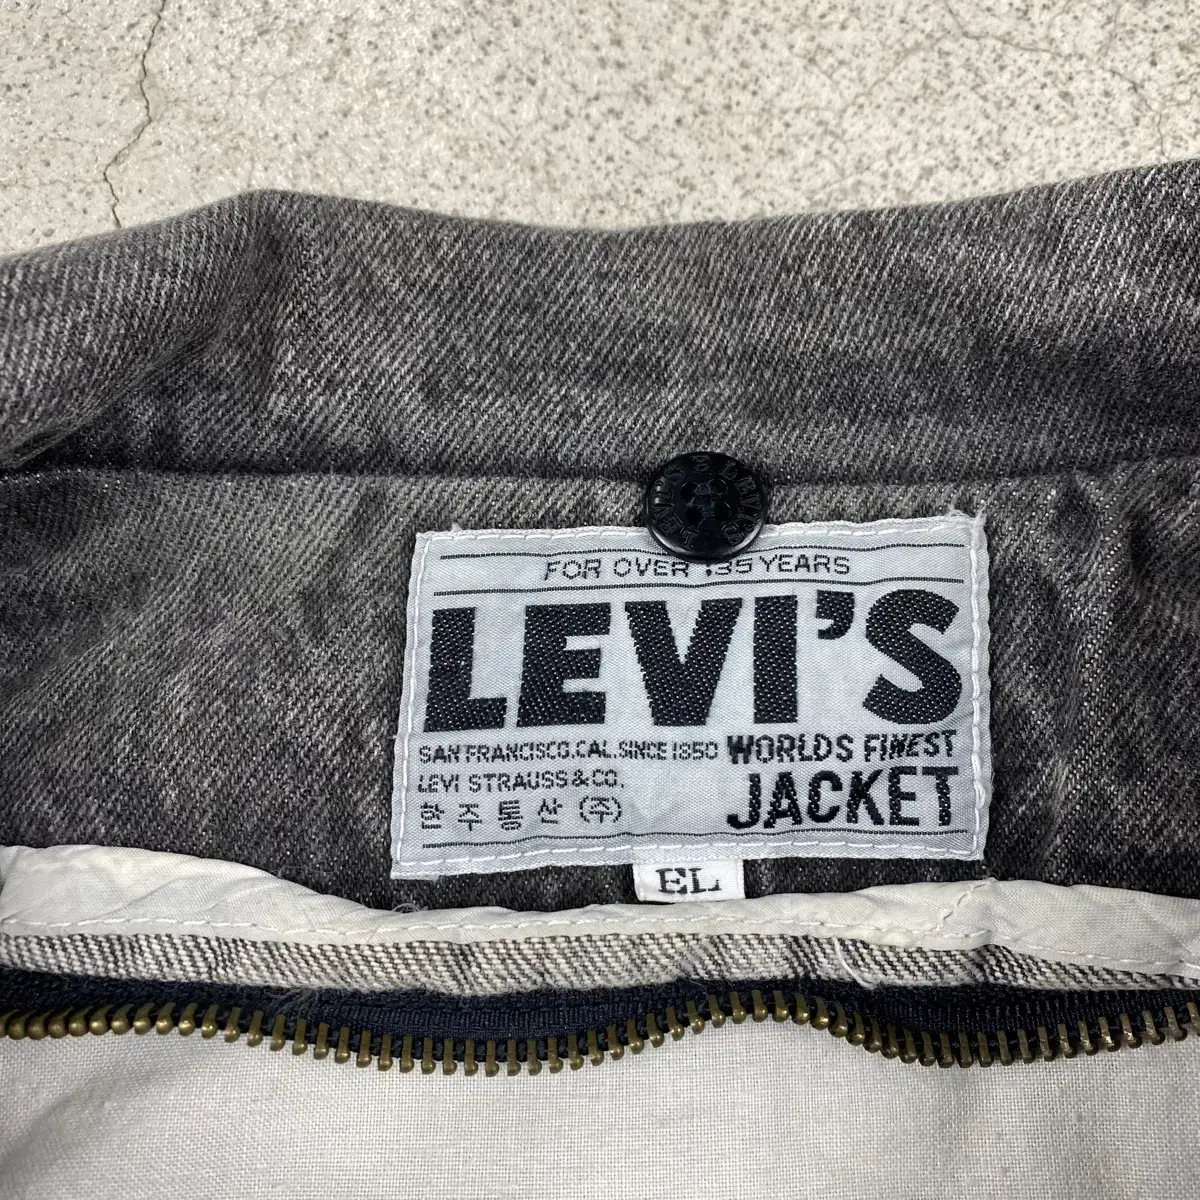 LEVI'S
FOR OVER 135 YEARS
LEVI'S
SAN FRANCISCO.CAL.SINCE 1850
WORLDS FINEST
LEVI STRAUSS & CO.
JACKET
한주통산 (주)
EL